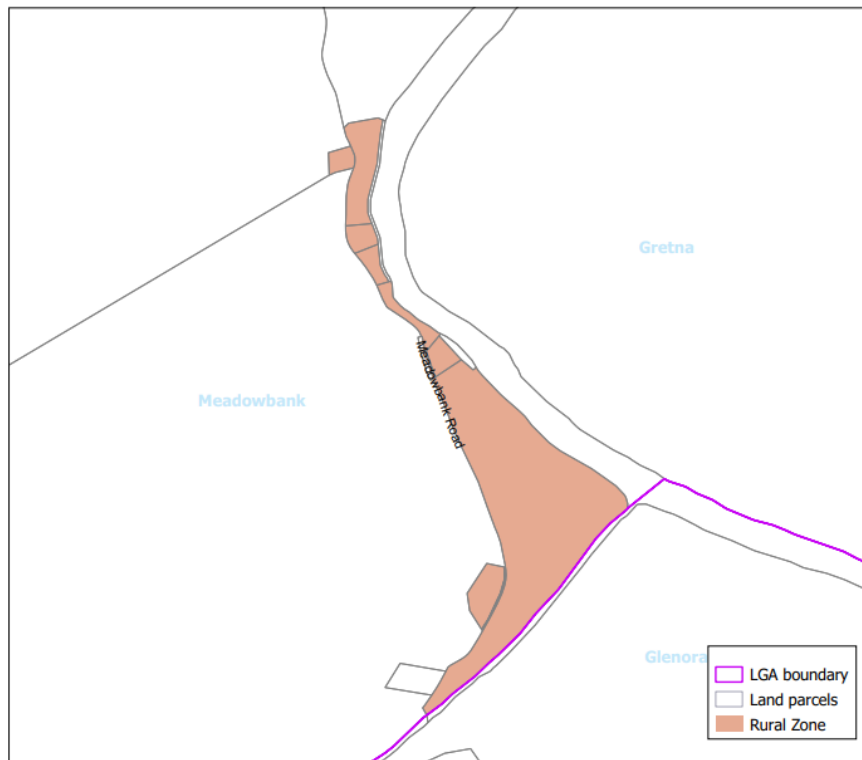 Gretna
Meadowbank
Meadowbank Road
Glenora
LGA boundary
Land parcels
Rural Zone